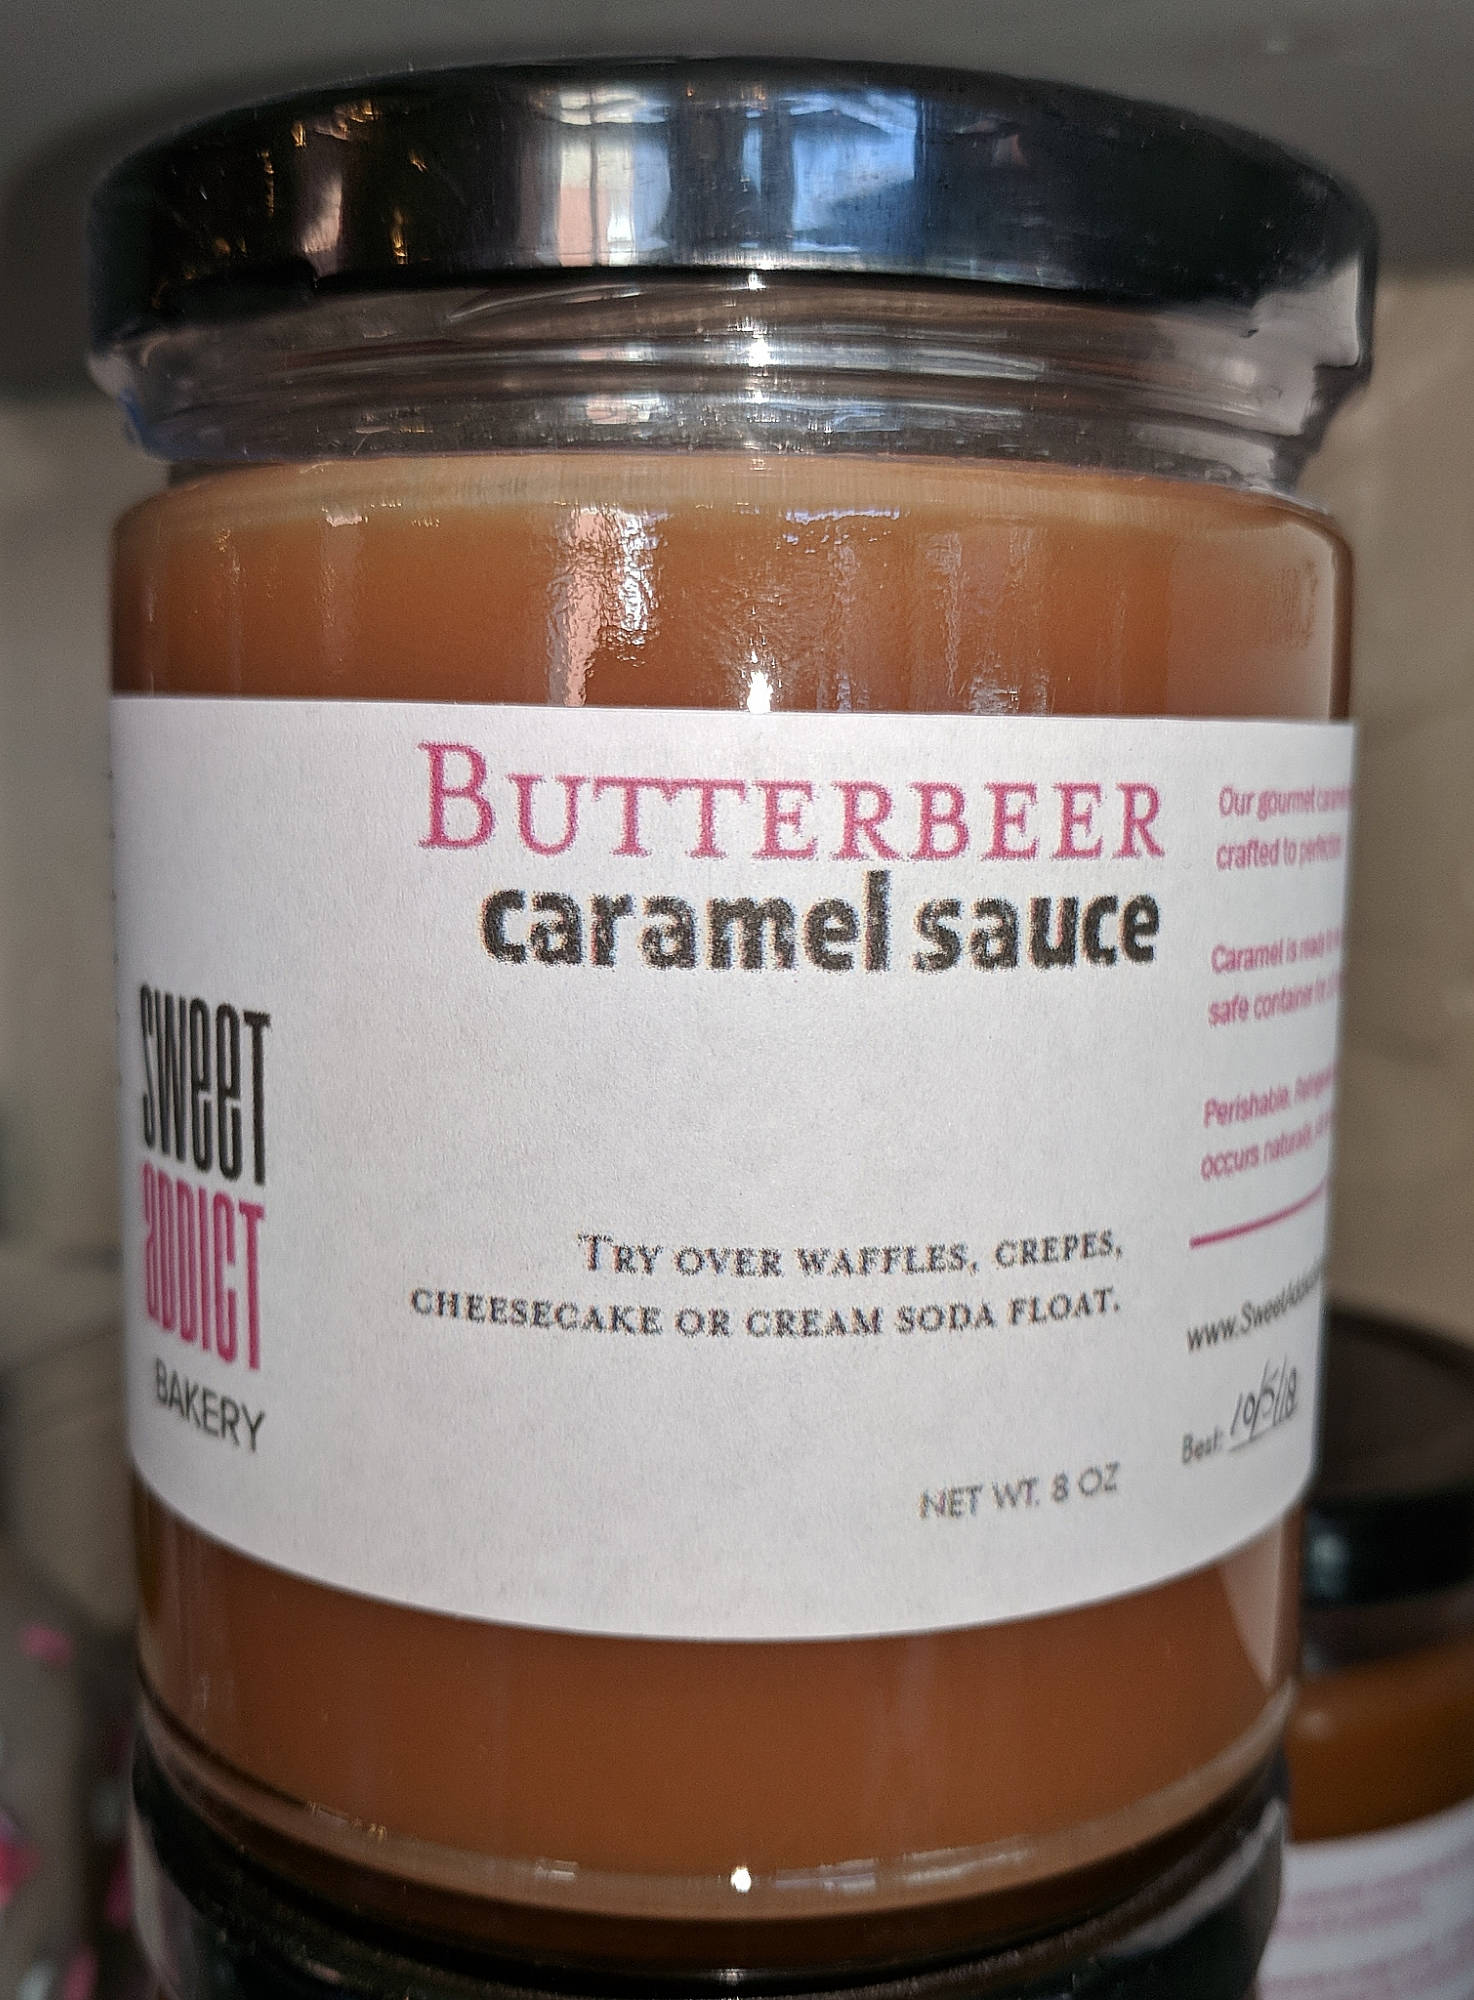 BUTTERBEER
caramel sauce
SWEET
ADDICT
BAKERY
TRY OVER WAFFLES, CREPES,
CHEESECAKE OR CREAM SODA FLOAT.
NET WT. 8 OZ
Our gourmet
crafted to
Caramel is
safe container
Perishable.
occurs naturally
Best: 10/5/18